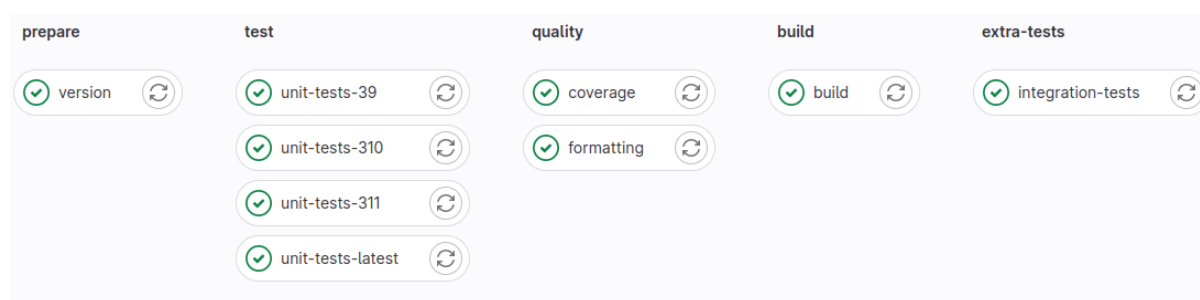 prepare
version
test
unit-tests-39
unit-tests-310
unit-tests-311
unit-tests-latest
quality
coverage
formatting
build
build
extra-tests
integration-tests